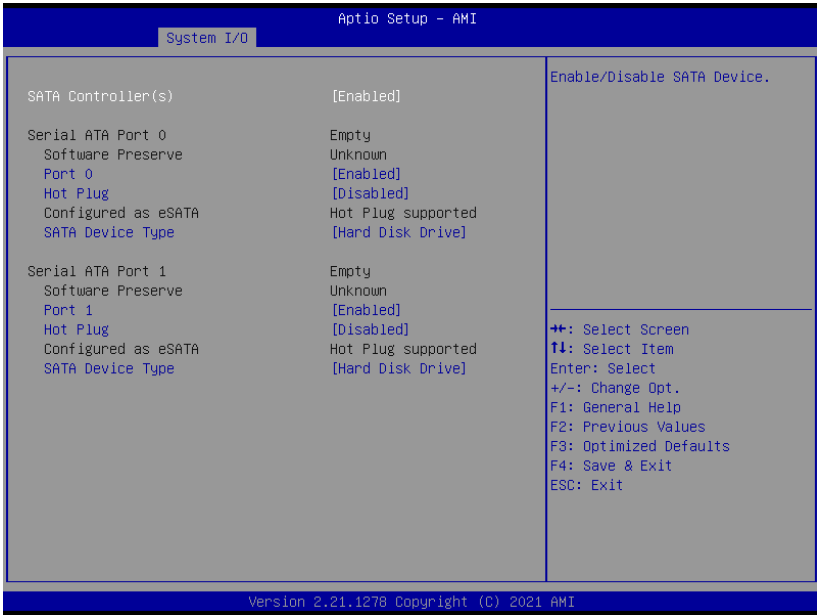 Aptio Setup – AMI
System I/O
SATA Controller(s) [Enabled]
Serial ATA Port 0 Empty
Software Preserve Unknown
Port 0 [Enabled]
Hot Plug [Disabled]
Configured as eSATA Hot Plug supported
SATA Device Type [Hard Disk Drive]
Serial ATA Port 1 Empty
Software Preserve Unknown
Port 1 [Enabled]
Hot Plug [Disabled]
Configured as eSATA Hot Plug supported
SATA Device Type [Hard Disk Drive]
Enable/Disable SATA Device.
→←: Select Screen
↑↓: Select Item
Enter: Select
+/-: Change Opt.
F1: General Help
F2: Previous Values
F3: Optimized Defaults
F4: Save & Exit
ESC: Exit
Version 2.21.1278 Copyright (C) 2021 AMI